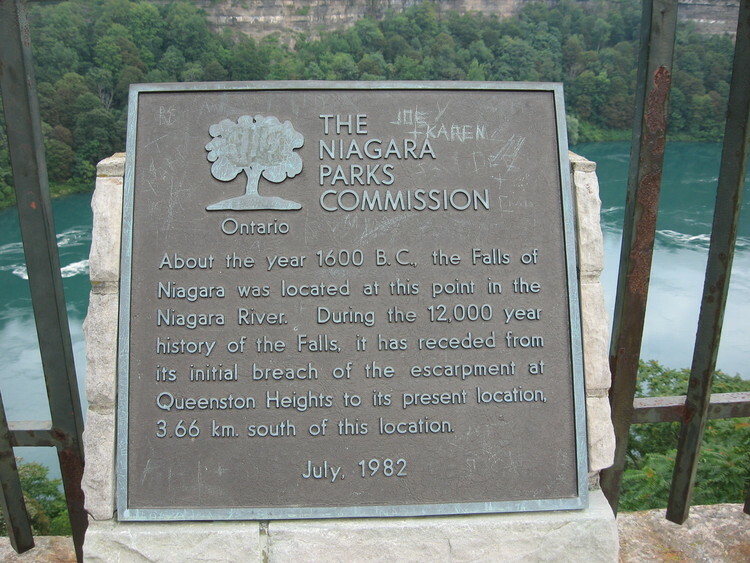 THE
NIAGARA
PARKS
COMMISSION
JOE
+KAREN
Ontario
About the year 1600 B.C., the Falls of
Niagara was located at this point in the
Niagara River. During the 12,000 year
history of the Falls, it has receded from
its initial breach of the escarpment at
Queenston Heights to its present location,
3.66 km. south of this location.
July, 1982